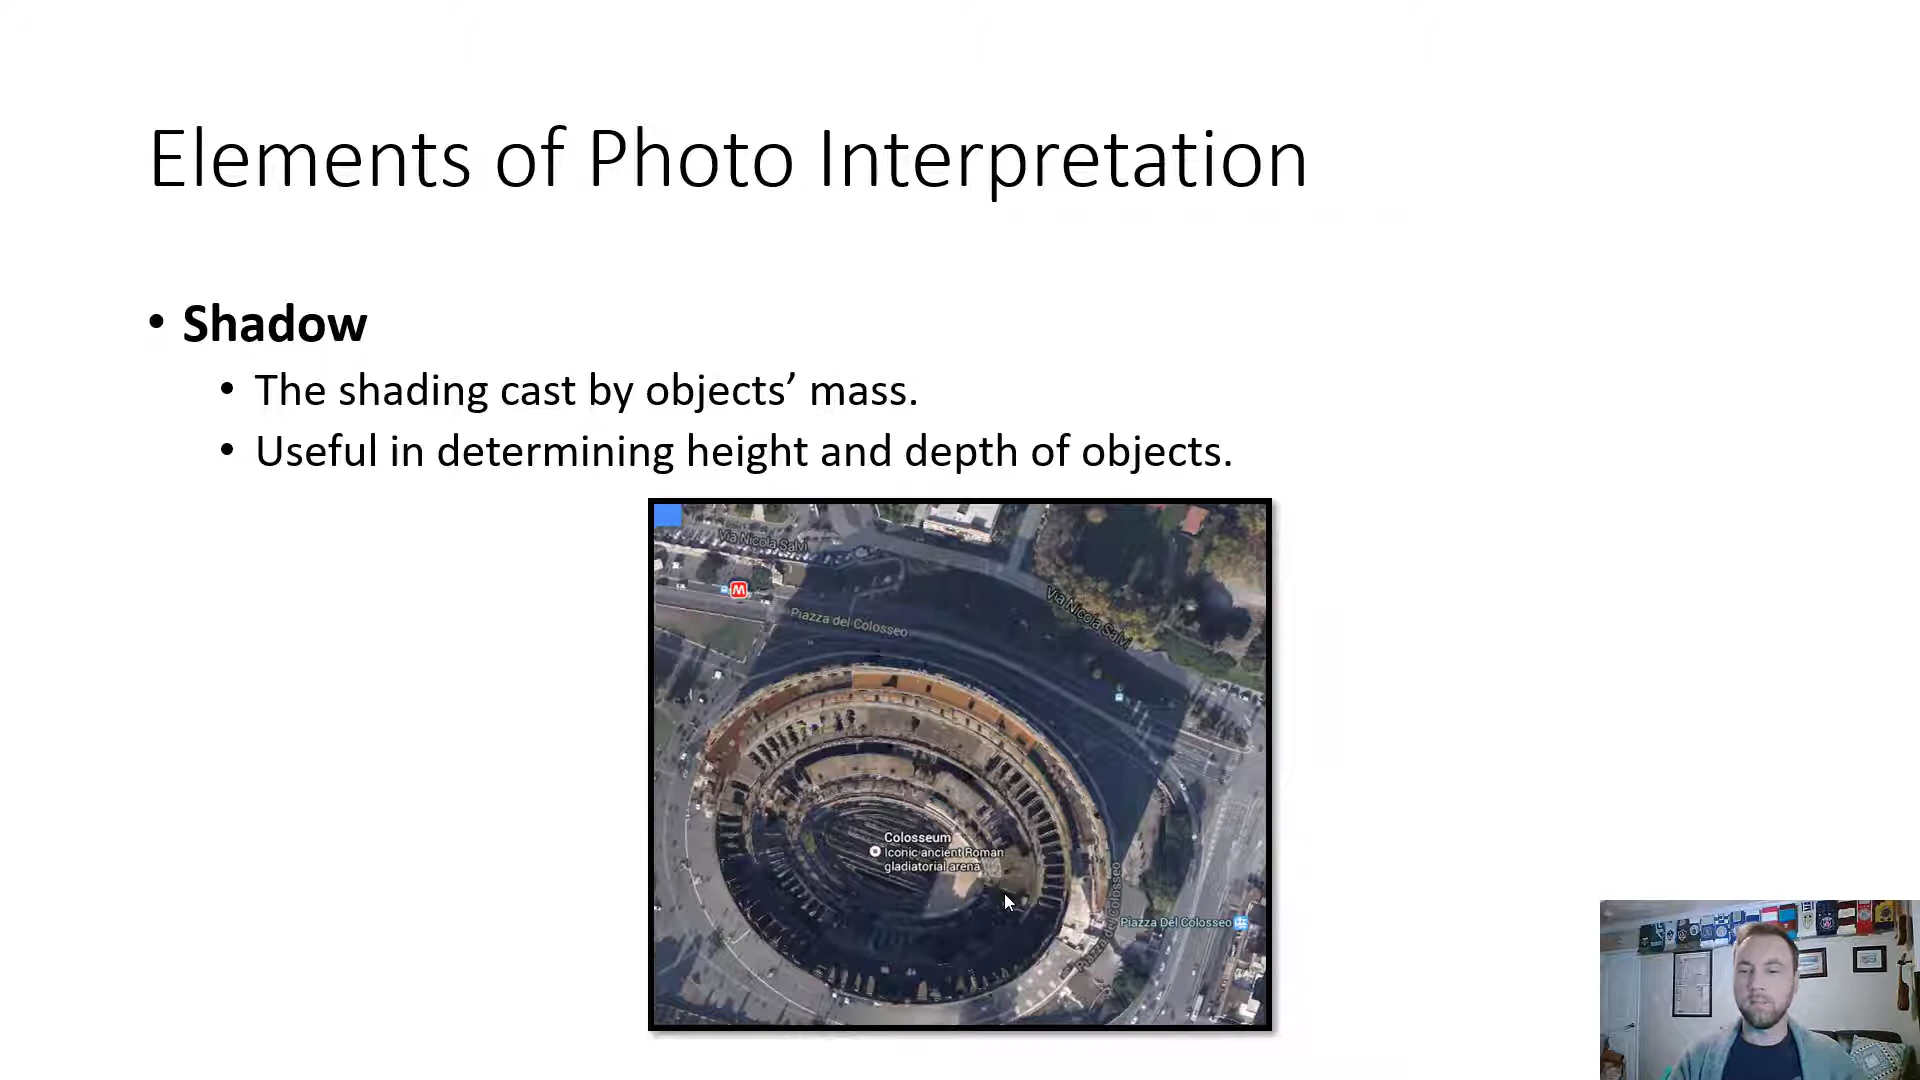 Elements of Photo Interpretation
• Shadow
• The shading cast by objects’ mass.
• Useful in determining height and depth of objects.
Via Nicola Salvi
M
Piazza del Colosseo
Via Nicola Salvi
Colosseum
Iconic ancient Roman
gladiatorial arena
Piazza del Colosseo
Piazza Del Colosseo